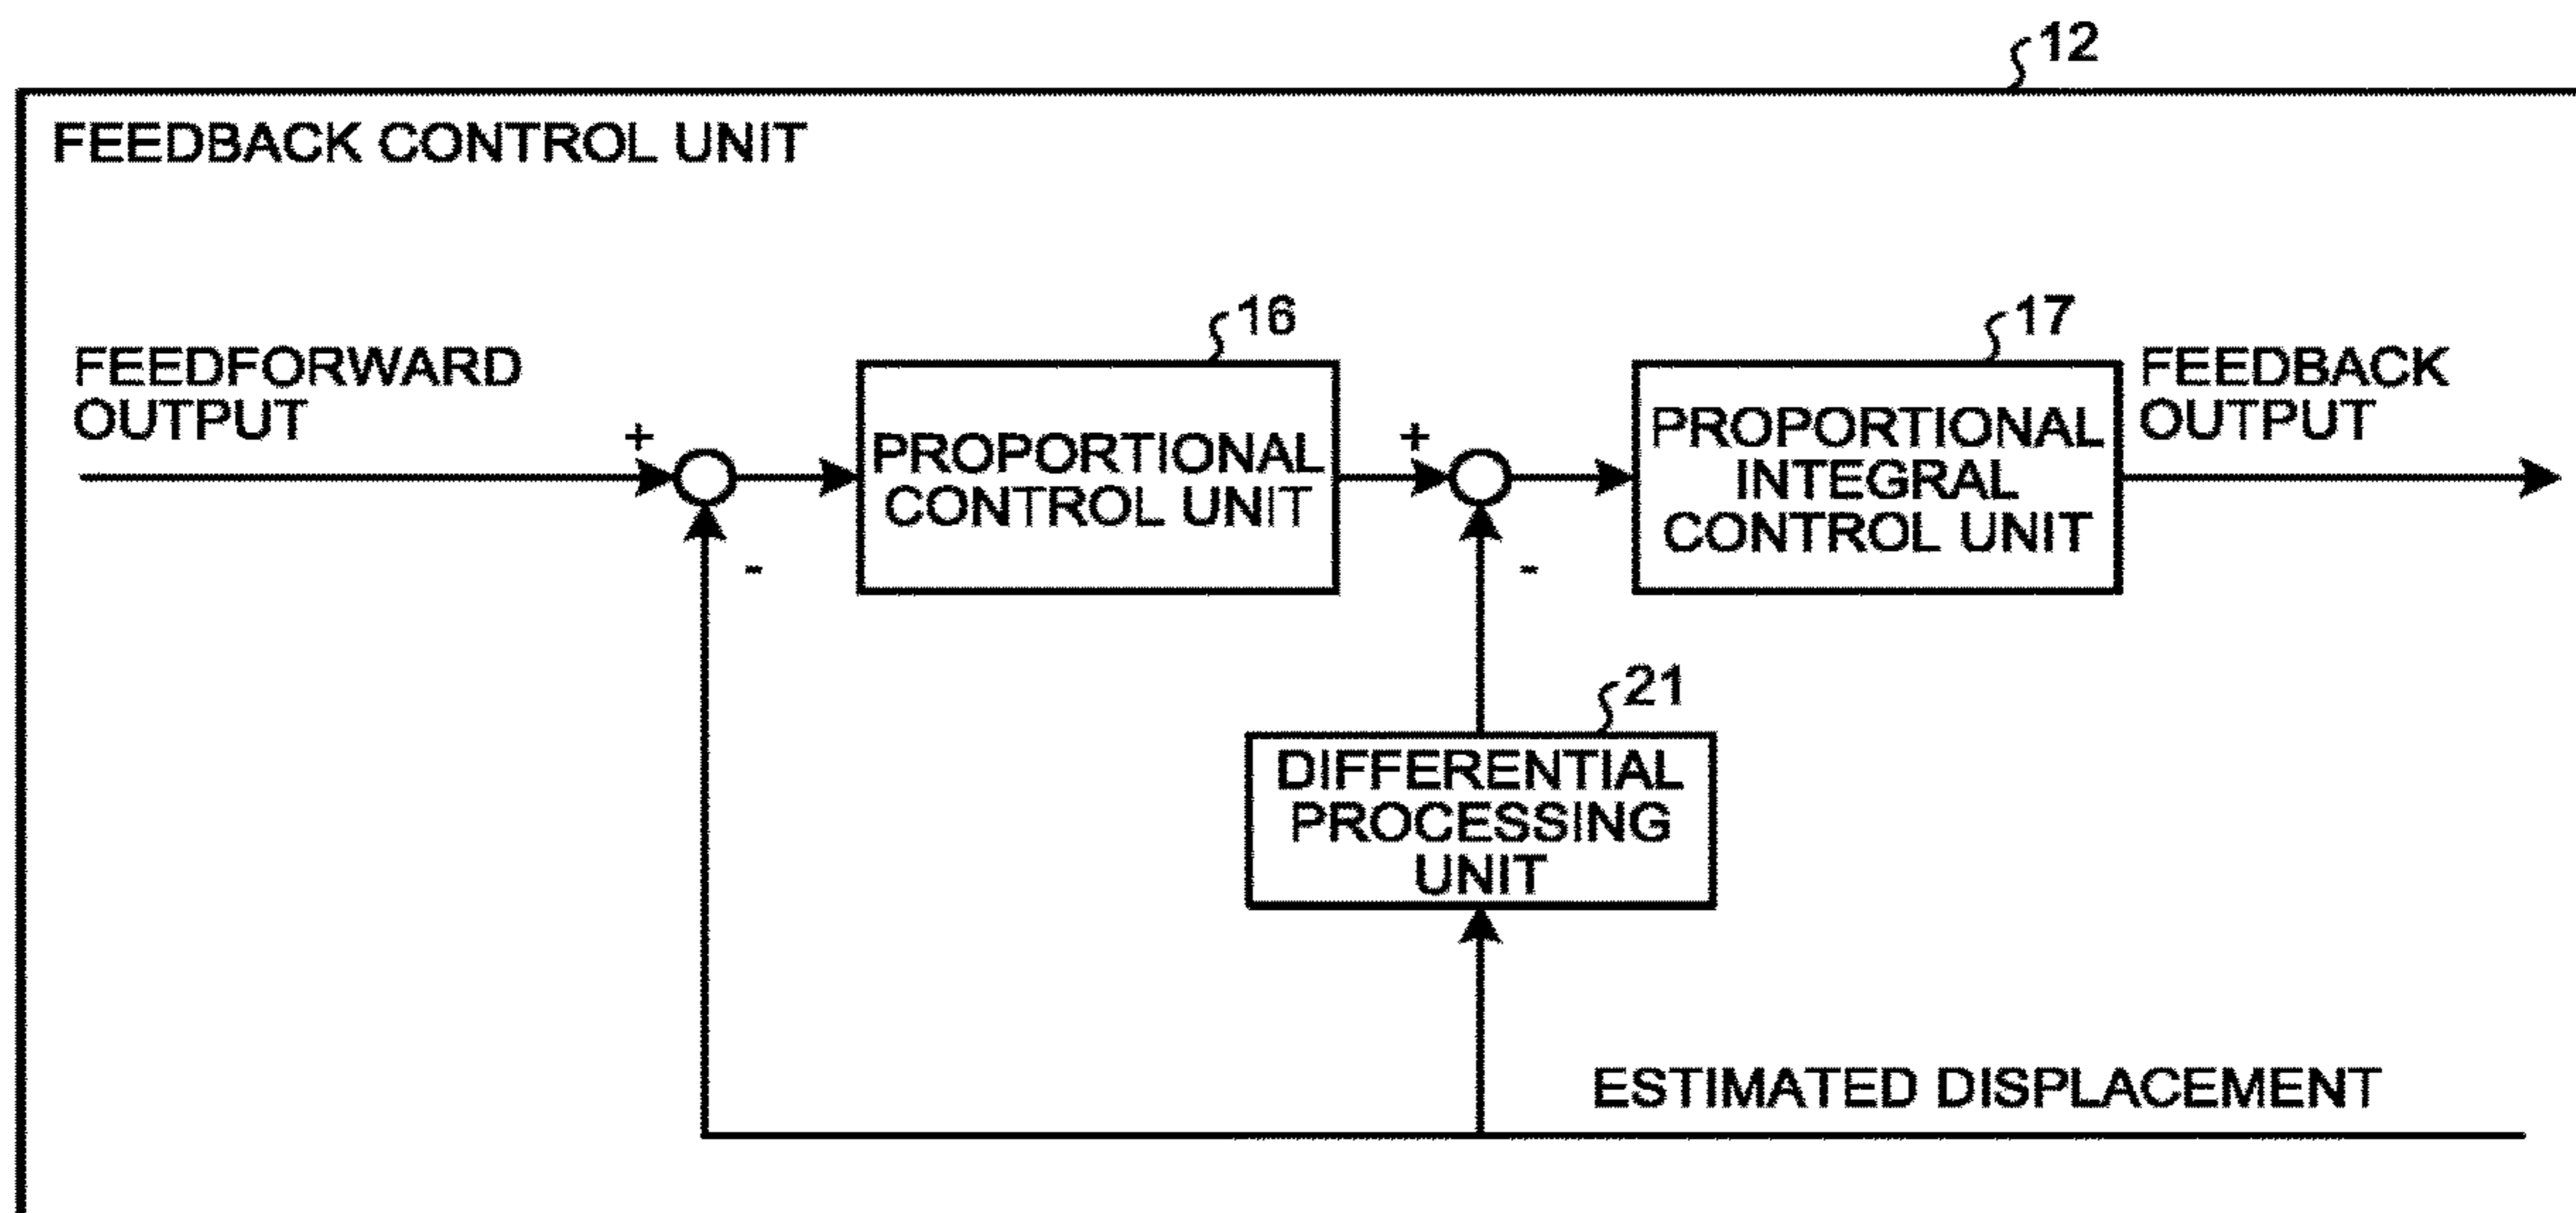 12
FEEDBACK CONTROL UNIT
16
17
FEEDFORWARD
OUTPUT
FEEDBACK
OUTPUT
+
+
PROPORTIONAL
CONTROL UNIT
PROPORTIONAL
INTEGRAL
CONTROL UNIT
-
-
21
DIFFERENTIAL
PROCESSING
UNIT
ESTIMATED DISPLACEMENT